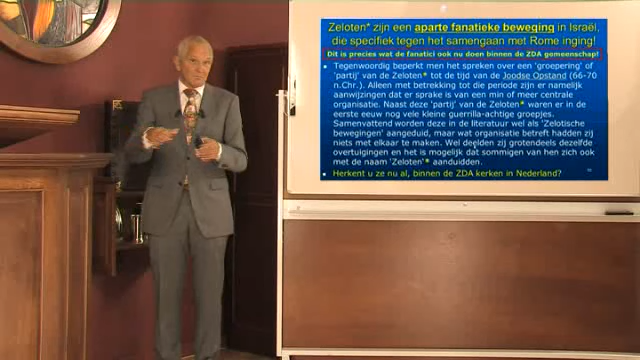 Zeloten* zijn een aparte fanatieke beweging in Israël,
die specifiek tegen het samengaan met Rome inging!
Dit is precies wat de fanatici ook nu doen binnen de ZDA gemeenschap!
• Tegenwoordig beperkt men het spreken over een 'groepering' of
'partij' van de Zeloten* tot de tijd van de Joodse Opstand (66-70
n.Chr.). Alleen met betrekking tot die periode zijn er namelijk
aanwijzingen dat er sprake is van een min of meer centrale
organisatie. Naast deze 'partij van de Zeloten* waren er in de
eerste eeuw nog vele kleine guerrilla-achtige groepjes.
Samenvattend worden deze in de literatuur wel als 'Zelotische
bewegingen' aangeduid, maar wat organisatie betreft hadden zij
niets met elkaar te maken. Wel deelden zij grotendeels dezelfde
overtuigingen en het is mogelijk dat sommigen van hen zich ook
met de naam 'Zeloten'* aanduidden.
• Herkent u ze nu al, binnen de ZDA kerken in Nederland?